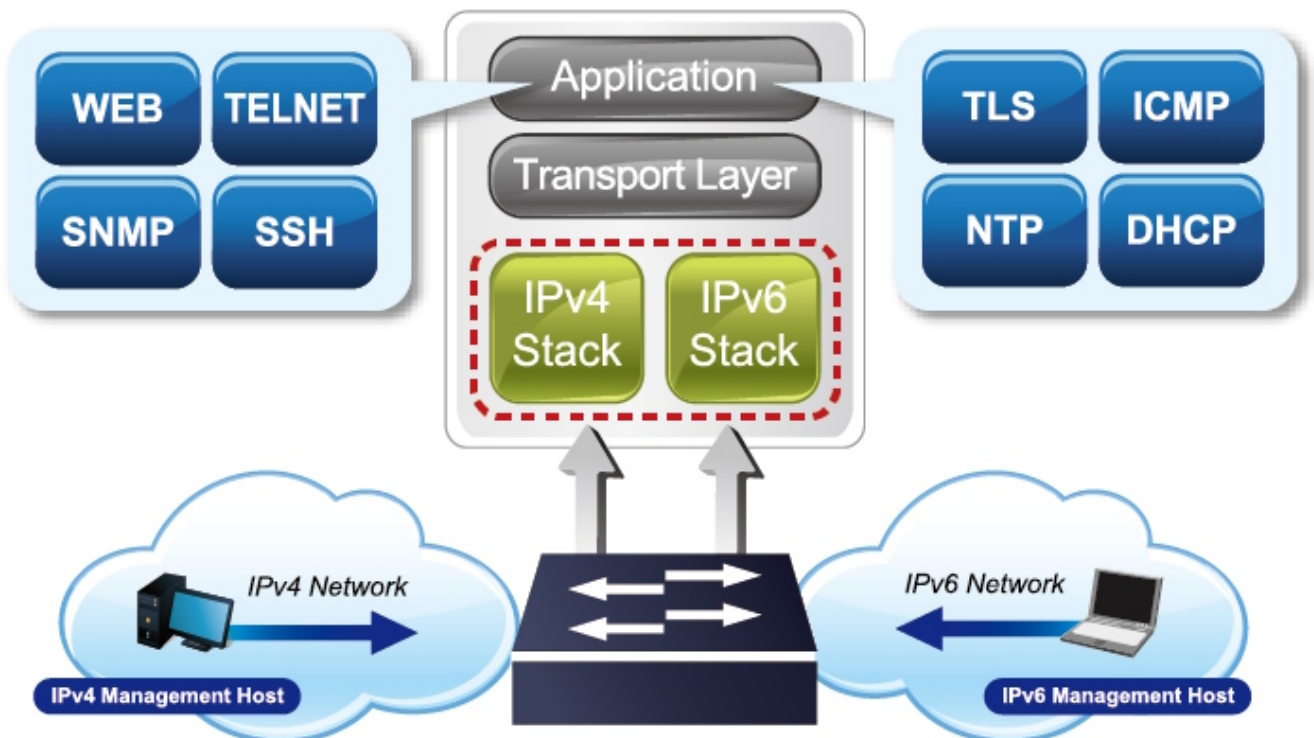 WEB
TELNET
SNMP
SSH
Application
Transport Layer
IPv4
Stack
IPv6
Stack
TLS
ICMP
NTP
DHCP
IPv4 Network
IPv4 Management Host
IPv6 Network
IPv6 Management Host